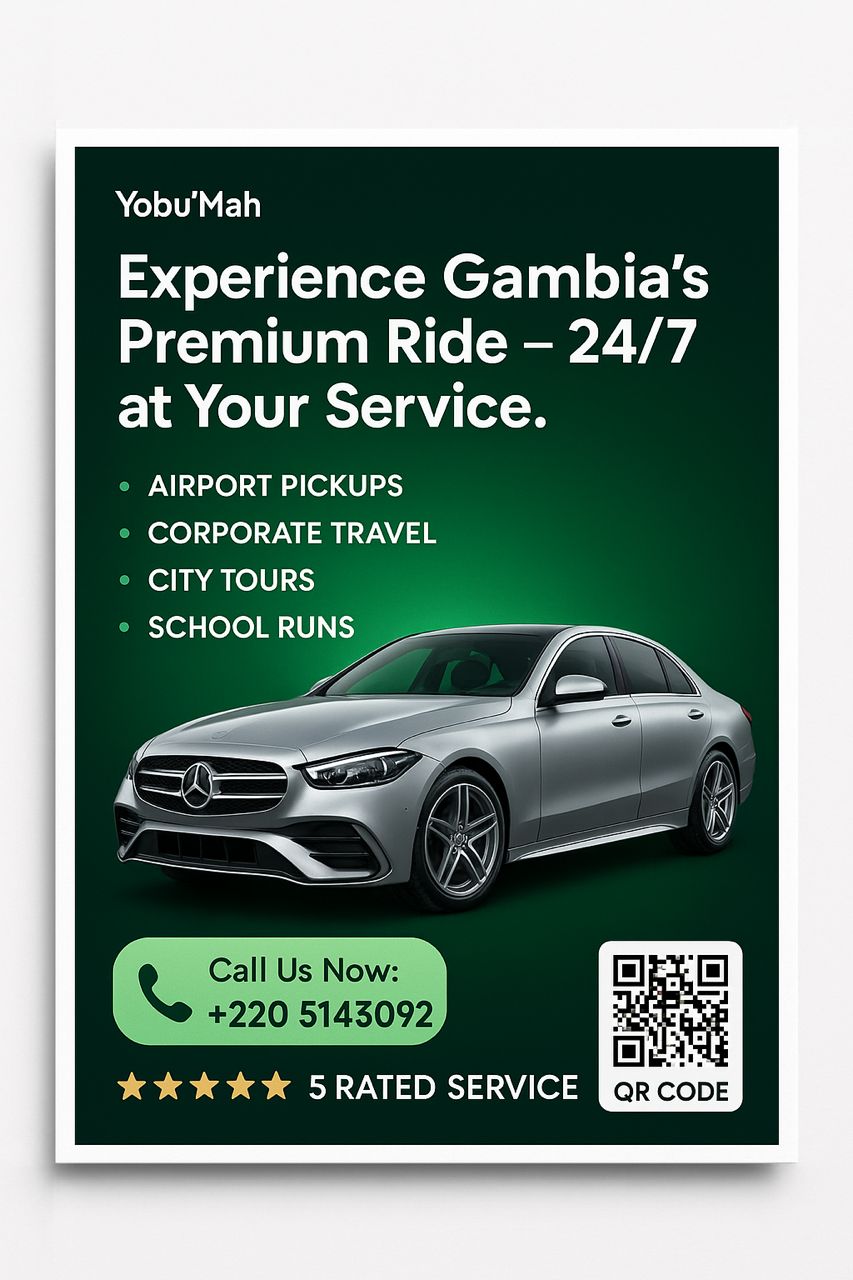 Yobu’Mah
Experience Gambia’s
Premium Ride – 24/7
at Your Service.
• AIRPORT PICKUPS
• CORPORATE TRAVEL
• CITY TOURS
• SCHOOL RUNS
Call Us Now:
+220 5143092
5 RATED SERVICE
QR CODE